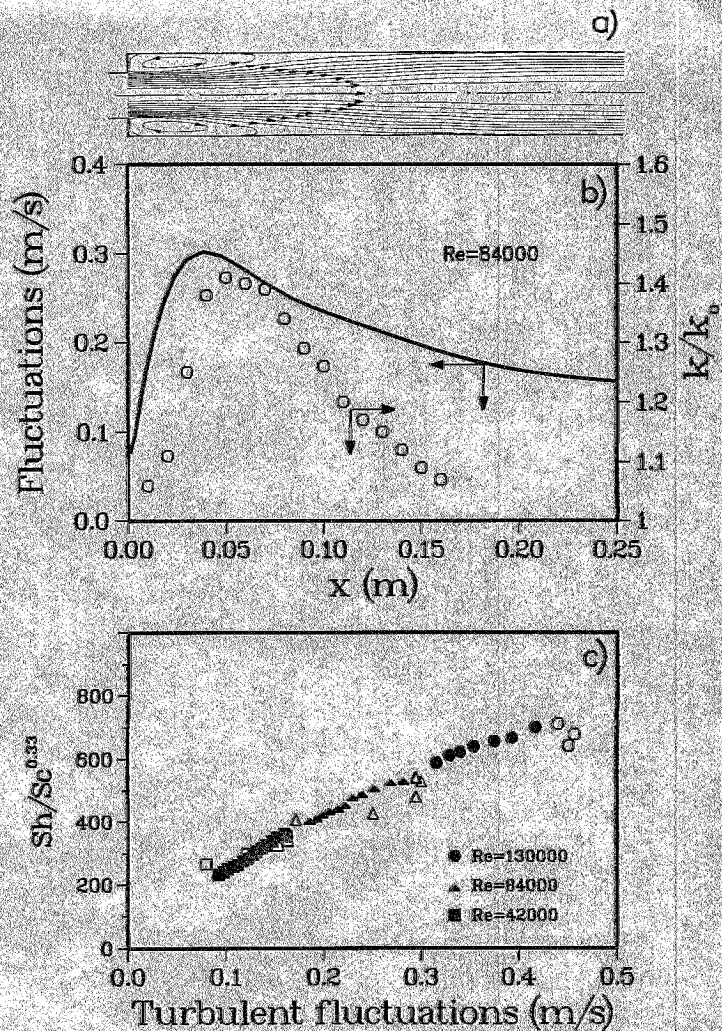 a)
0.4
0.3
0.2
0.1
0.0
Fluctuations (m/s)
b)
Re=84000
1.6
1.5
1.4
1.3
1.2
1.1
1
k/k₀
0.00 0.05 0.10 0.15 0.20 0.25
x (m)
c)
800
600
400
200
0
Sh/Sc^0.33
Re=130000
Re=84000
Re=42000
0.0 0.1 0.2 0.3 0.4 0.5
Turbulent fluctuations (m/s)